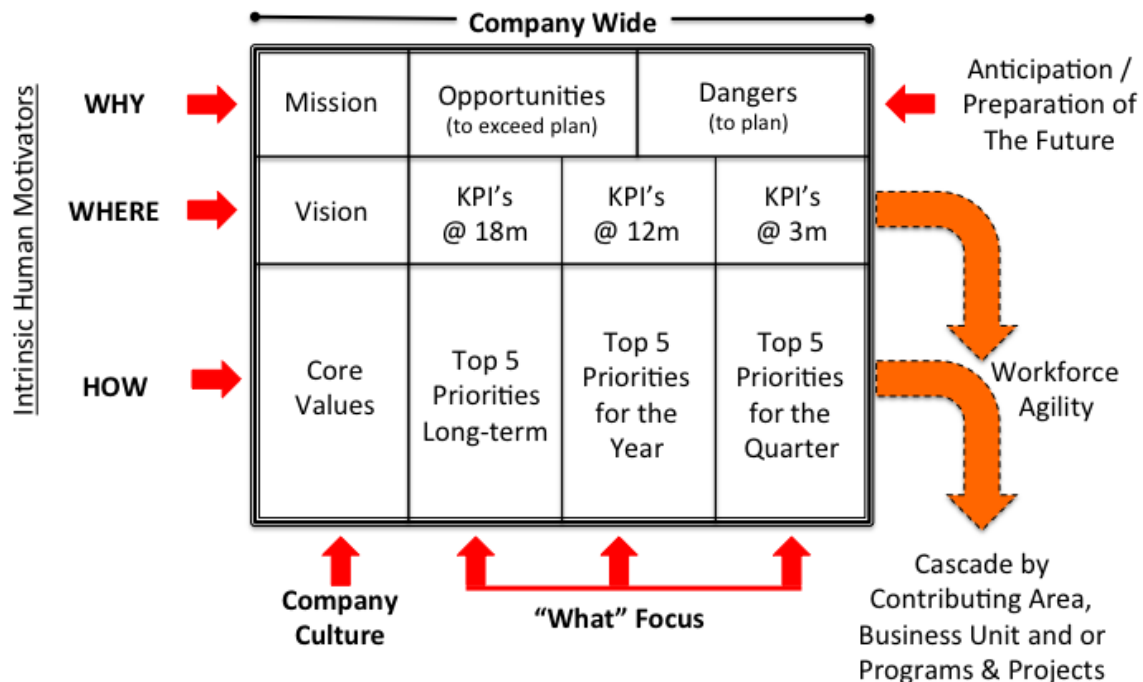 Company Wide
Intrinsic Human Motivators
WHY
Mission
Opportunities
(to exceed plan)
Dangers
(to plan)
Anticipation /
Preparation of
The Future
WHERE
Vision
KPI's
@ 18m
KPI's
@ 12m
KPI's
@ 3m
HOW
Core
Values
Top 5
Priorities
Long-term
Top 5
Priorities
for the
Year
Top 5
Priorities
for the
Quarter
Workforce
Agility
Company
Culture
"What" Focus
Cascade by
Contributing Area,
Business Unit and or
Programs & Projects